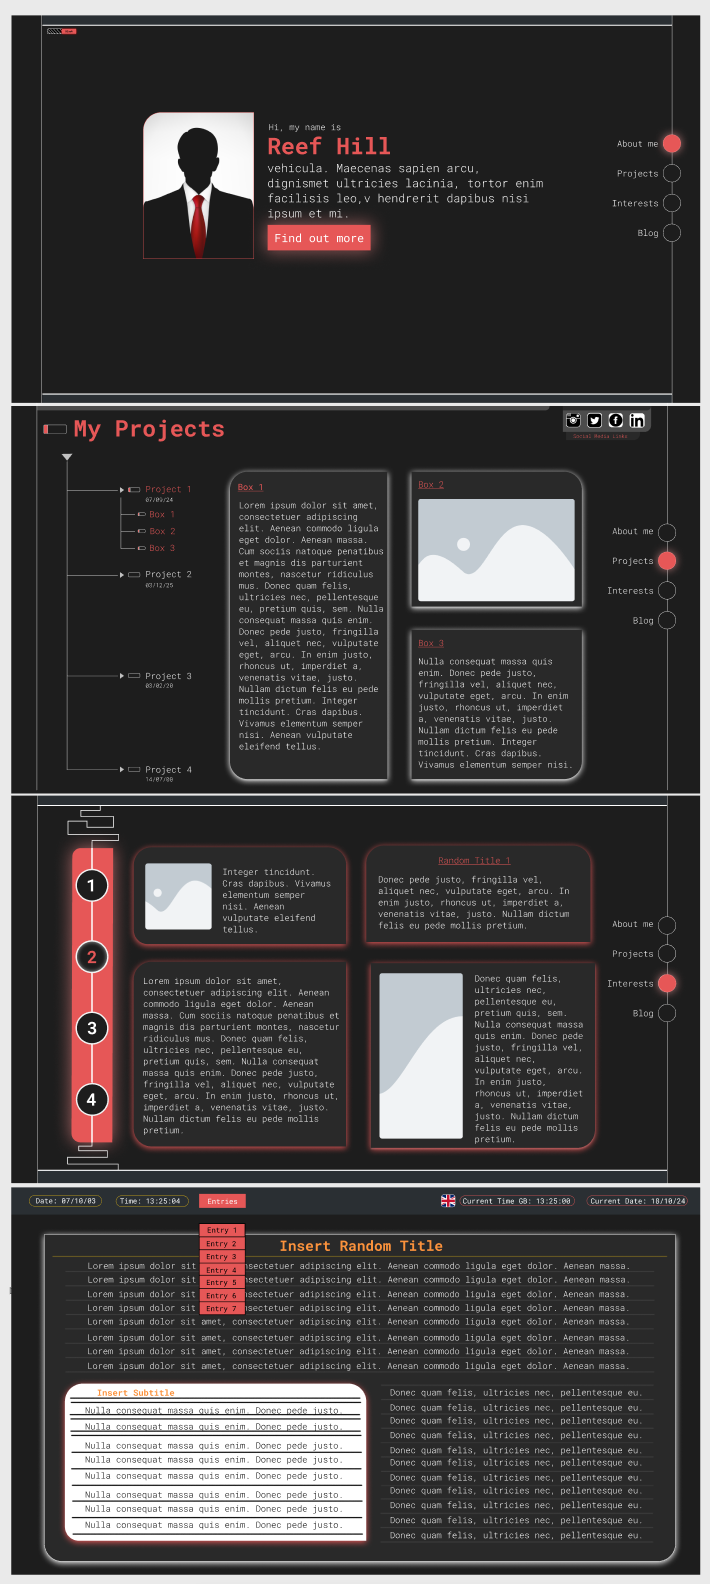 Hi, my name is
Reef Hill
vehicula. Maecenas sapien arcu,
dignismet ultricies lacinia, tortor enim
facilisis leo,v hendrerit dapibus nisi
ipsum et mi.
Find out more
About me
Projects
Interests
Blog
My Projects
Social Media Links
Project 1
07/09/24
Box 1
Box 2
Box 3
Project 2
03/12/25
Project 3
03/02/20
Project 4
14/07/08
Box 1
Lorem ipsum dolor sit amet,
consectetuer adipiscing
elit. Aenean commodo ligula
eget dolor. Aenean massa.
Cum sociis natoque penatibus
et magnis dis parturient
montes, nascetur ridiculus
mus. Donec quam felis,
ultricies nec, pellentesque
eu, pretium quis, sem. Nulla
consequat massa quis enim.
Donec pede justo, fringilla
vel, aliquet nec, vulputate
eget, arcu. In enim justo,
rhoncus ut, imperdiet a,
venenatis vitae, justo.
Nullam dictum felis eu pede
mollis pretium. Integer
tincidunt. Cras dapibus.
Vivamus elementum semper
nisi. Aenean vulputate
eleifend tellus.
Box 2
Box 3
Nulla consequat massa quis
enim. Donec pede justo,
fringilla vel, aliquet nec,
vulputate eget, arcu. In enim
justo, rhoncus ut, imperdiet
a, venenatis vitae, justo.
Nullam dictum felis eu pede
mollis pretium. Integer
tincidunt. Cras dapibus.
Vivamus elementum semper nisi.
About me
Projects
Interests
Blog
1
2
3
4
Integer tincidunt.
Cras dapibus. Vivamus
elementum semper
nisi. Aenean
vulputate eleifend
tellus.
Random Title 1
Donec pede justo, fringilla vel,
aliquet nec, vulputate eget, arcu. In
enim justo, rhoncus ut, imperdiet a,
venenatis vitae, justo. Nullam dictum
felis eu pede mollis pretium.
Lorem ipsum dolor sit amet,
consectetuer adipiscing elit. Aenean
commodo ligula eget dolor. Aenean
massa. Cum sociis natoque penatibus et
magnis dis parturient montes, nascetur
ridiculus mus. Donec quam felis,
ultricies nec, pellentesque eu,
pretium quis, sem. Nulla consequat
massa quis enim. Donec pede justo,
fringilla vel, aliquet nec, vulputate
eget, arcu. In enim justo, rhoncus ut,
imperdiet a, venenatis vitae, justo.
Nullam dictum felis eu pede mollis
pretium.
Donec quam felis,
ultricies nec,
pellentesque eu,
pretium quis, sem.
Nulla consequat massa
quis enim. Donec pede
justo, fringilla vel,
aliquet nec,
vulputate eget, arcu.
In enim justo,
rhoncus ut, imperdiet
a, venenatis vitae,
justo. Nullam dictum
felis eu pede mollis
pretium.
About me
Projects
Interests
Blog
Date: 07/10/03
Time: 13:25:04
Entries
Current Time GB: 13:25:00
Current Date: 18/10/24
Entry 1
Entry 2
Entry 3
Entry 4
Entry 5
Entry 6
Entry 7
Insert Random Title
Lorem ipsum dolor sit consectetuer adipiscing elit. Aenean commodo ligula eget dolor. Aenean massa.
Lorem ipsum dolor sit consectetuer adipiscing elit. Aenean commodo ligula eget dolor. Aenean massa.
Lorem ipsum dolor sit consectetuer adipiscing elit. Aenean commodo ligula eget dolor. Aenean massa.
Lorem ipsum dolor sit consectetuer adipiscing elit. Aenean commodo ligula eget dolor. Aenean massa.
Lorem ipsum dolor sit amet, consectetuer adipiscing elit. Aenean commodo ligula eget dolor. Aenean massa.
Lorem ipsum dolor sit amet, consectetuer adipiscing elit. Aenean commodo ligula eget dolor. Aenean massa.
Lorem ipsum dolor sit amet, consectetuer adipiscing elit. Aenean commodo ligula eget dolor. Aenean massa.
Lorem ipsum dolor sit amet, consectetuer adipiscing elit. Aenean commodo ligula eget dolor. Aenean massa.
Insert Subtitle
Nulla consequat massa quis enim. Donec pede justo.
Nulla consequat massa quis enim. Donec pede justo.
Nulla consequat massa quis enim. Donec pede justo.
Nulla consequat massa quis enim. Donec pede justo.
Nulla consequat massa quis enim. Donec pede justo.
Nulla consequat massa quis enim. Donec pede justo.
Nulla consequat massa quis enim. Donec pede justo.
Nulla consequat massa quis enim. Donec pede justo.
Donec quam felis, ultricies nec, pellentesque eu.
Donec quam felis, ultricies nec, pellentesque eu.
Donec quam felis, ultricies nec, pellentesque eu.
Donec quam felis, ultricies nec, pellentesque eu.
Donec quam felis, ultricies nec, pellentesque eu.
Donec quam felis, ultricies nec, pellentesque eu.
Donec quam felis, ultricies nec, pellentesque eu.
Donec quam felis, ultricies nec, pellentesque eu.
Donec quam felis, ultricies nec, pellentesque eu.
Donec quam felis, ultricies nec, pellentesque eu.
Donec quam felis, ultricies nec, pellentesque eu.